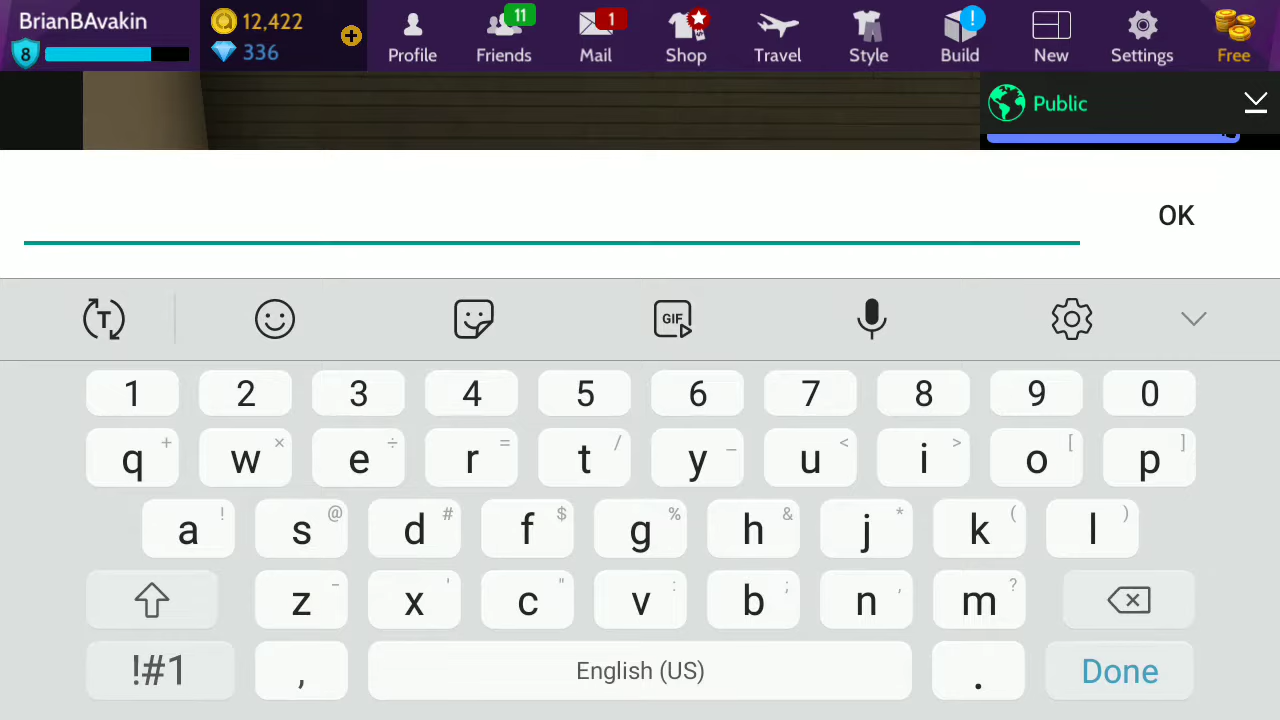 BrianBAvakin
8
12,422
336
Profile
11
Friends
1
Mail
Shop
Travel
Style
!
Build
New
Settings
Free
Public
OK
T
GIF
1 2 3 4 5 6 7 8 9 0
q + w × e ÷ r = t / y _ u < i > o [ p ]
a ! s @ d # f $ g % h & j * k ( l )
z - x ' c " v : b ; n , m ?
!#1 , English (US) . Done